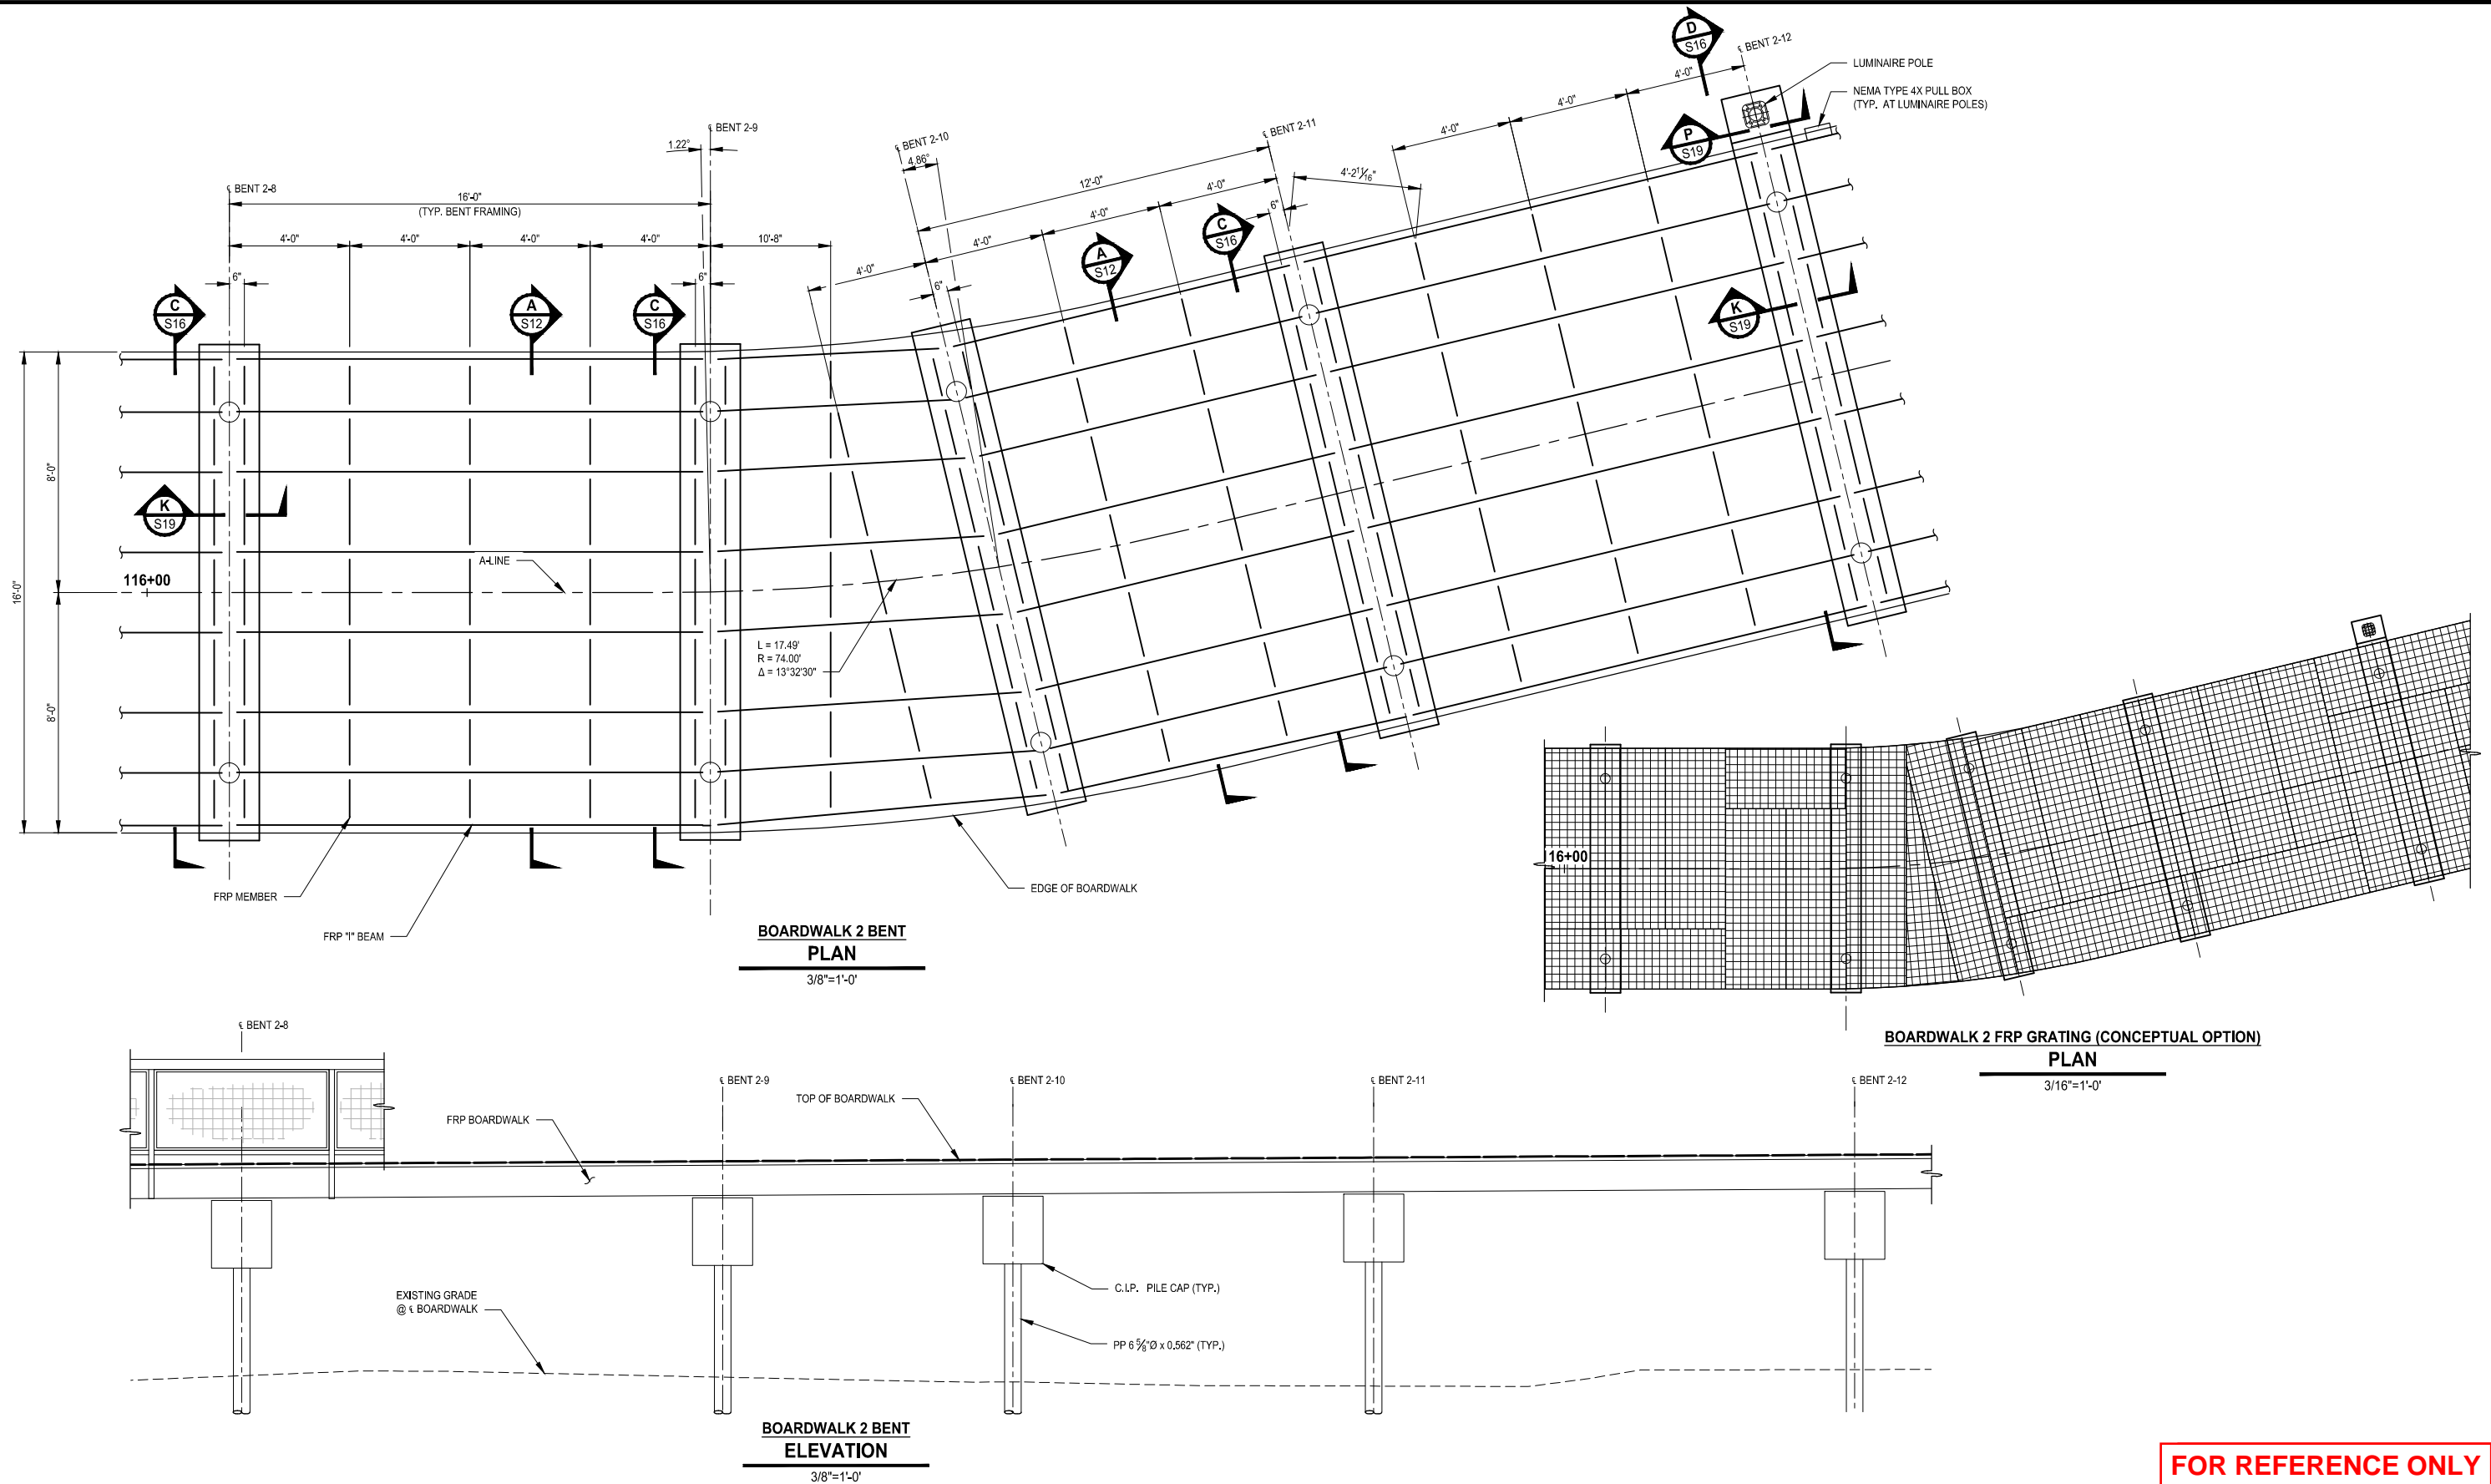 D
S16
℄ BENT 2-12
4'-0"
LUMINAIRE POLE
NEMA TYPE 4X PULL BOX
(TYP. AT LUMINAIRE POLES)
4'-0"
4'-0"
P
S19
℄ BENT 2-11
℄ BENT 2-9
1.22°
℄ BENT 2-10
4.86°
12'-0"
4'-2 11/16"
4'-0"
4'-0"
4'-0"
4'-0"
6"
6"
C
S16
A
S12
K
S19
℄ BENT 2-8
16'-0"
(TYP. BENT FRAMING)
4'-0"
4'-0"
4'-0"
4'-0"
10'-8"
6"
6"
C
S16
A
S12
C
S16
8'-0"
16'-0"
8'-0"
K
S19
116+00
A-LINE
L = 17.49'
R = 74.00'
Δ = 13°32'30"
FRP MEMBER
FRP "I" BEAM
EDGE OF BOARDWALK
BOARDWALK 2 BENT
PLAN
3/8"=1'-0'
116+00
BOARDWALK 2 FRP GRATING (CONCEPTUAL OPTION)
PLAN
3/16"=1'-0'
℄ BENT 2-8
℄ BENT 2-9
℄ BENT 2-10
℄ BENT 2-11
℄ BENT 2-12
FRP BOARDWALK
TOP OF BOARDWALK
EXISTING GRADE
@ ℄ BOARDWALK
C.I.P. PILE CAP (TYP.)
PP 6 5/8"Ø x 0.562" (TYP.)
BOARDWALK 2 BENT
ELEVATION
3/8"=1'-0'
FOR REFERENCE ONLY